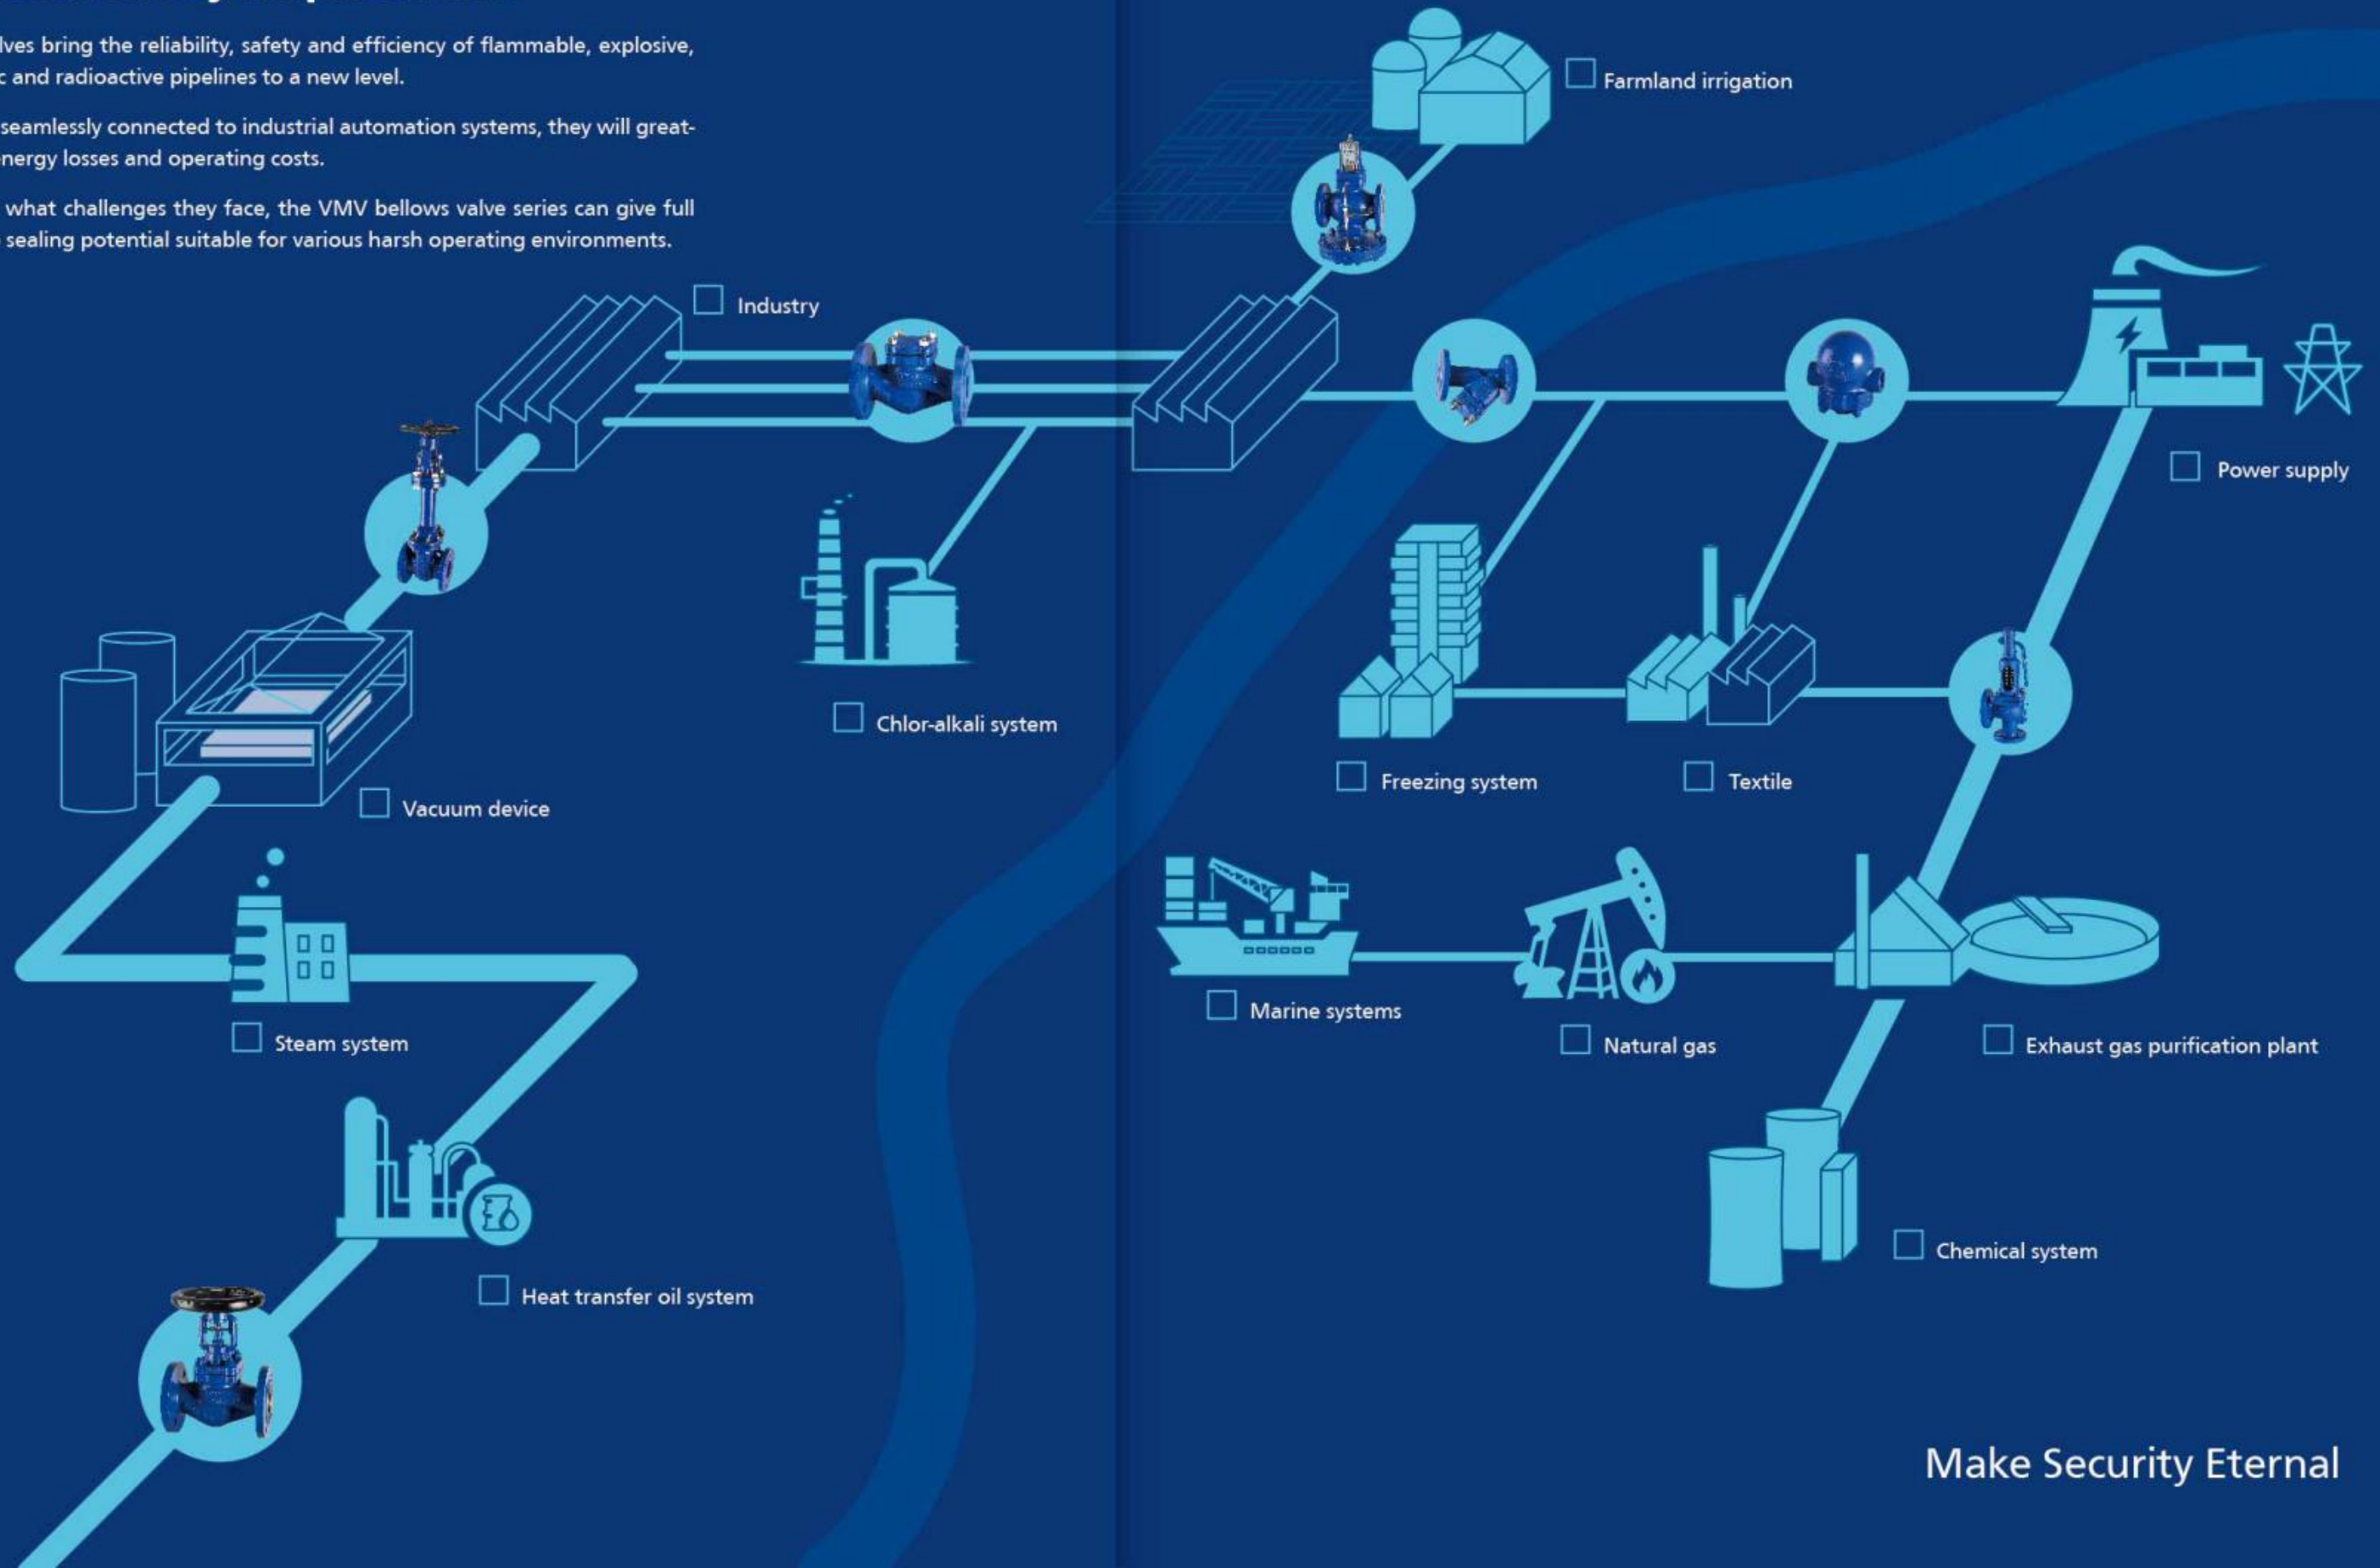 lves bring the reliability, safety and efficiency of flammable, explosive,
c and radioactive pipelines to a new level.
seamlessly connected to industrial automation systems, they will great-
nergy losses and operating costs.
what challenges they face, the VMV bellows valve series can give full
sealing potential suitable for various harsh operating environments.
Farmland irrigation
Industry
Power supply
Chlor-alkali system
Freezing system
Textile
Vacuum device
Marine systems
Steam system
Natural gas
Exhaust gas purification plant
Chemical system
Heat transfer oil system
Make Security Eternal